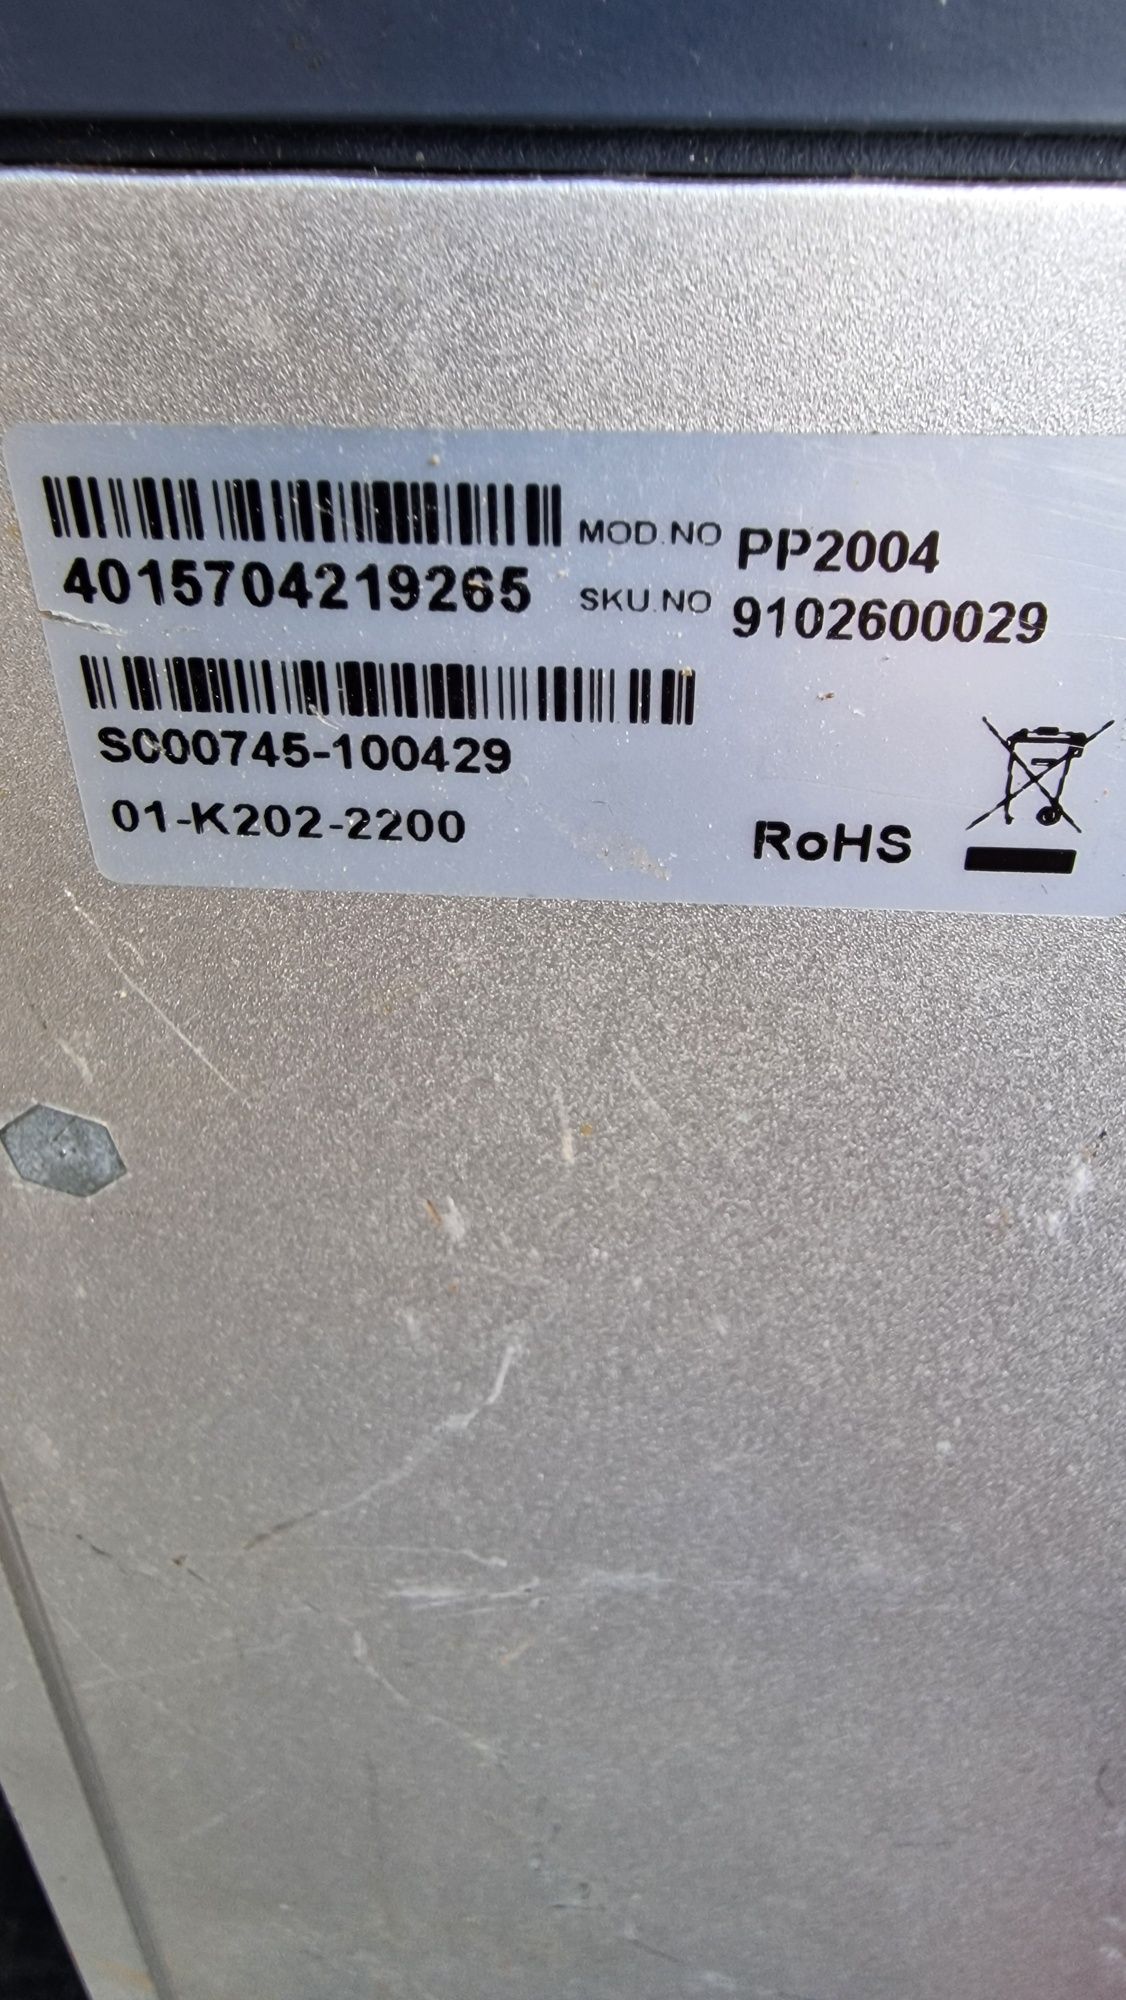 MOD.NO PP2004
4015704219265 SKU.NO 9102600029
SC00745-100429
01-K202-2200
RoHS